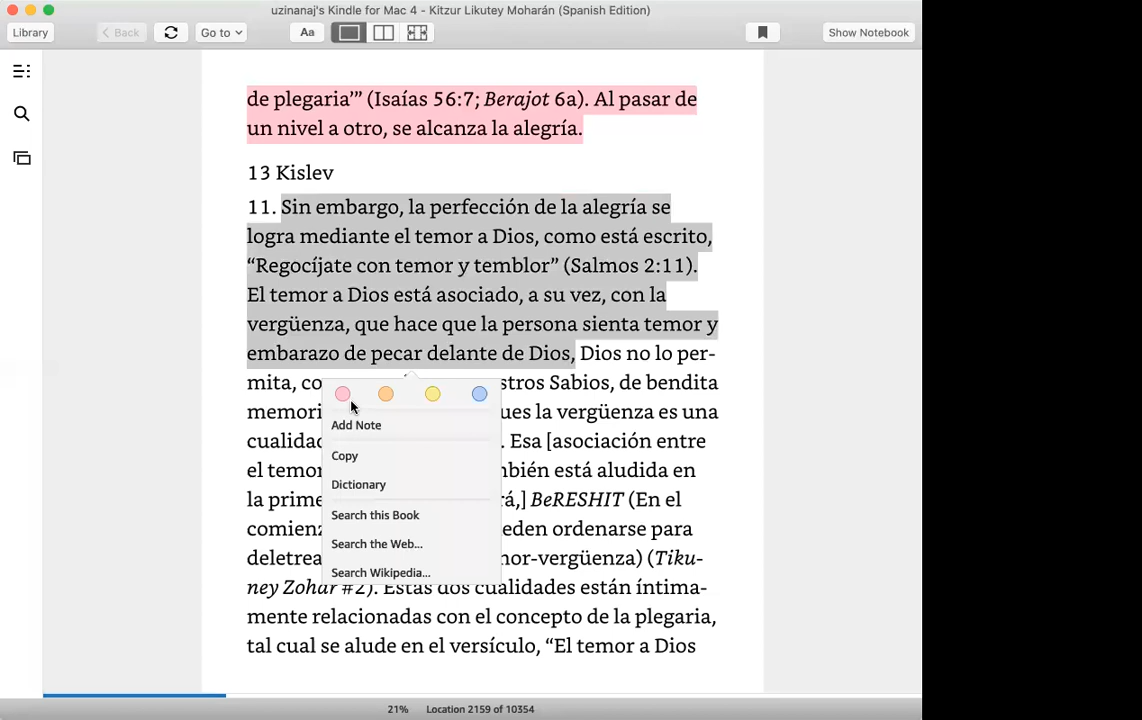 uzinanaj's Kindle for Mac 4 - Kitzur Likutey Moharán (Spanish Edition)
Library
Back
Go to
Aa
Show Notebook
de plegaria’” (Isaías 56:7; Berajot 6a). Al pasar de
un nivel a otro, se alcanza la alegría.
13 Kislev
11. Sin embargo, la perfección de la alegría se
logra mediante el temor a Dios, como está escrito,
“Regocíjate con temor y temblor” (Salmos 2:11).
El temor a Dios está asociado, a su vez, con la
vergüenza, que hace que la persona sienta temor y
embarazo de pecar delante de Dios, Dios no lo per-
mita, co stros Sabios, de bendita
memori ues la vergüenza es una
cualidad . Esa [asociación entre
el temor mbién está aludida en
la prime rá,] BeRESHIT (En el
comienz eden ordenarse para
deletrea nor-vergüenza) (Tiku-
ney Zohar #2). Estas dos cualidades están íntima-
mente relacionadas con el concepto de la plegaria,
tal cual se alude en el versículo, “El temor a Dios
Add Note
Copy
Dictionary
Search this Book
Search the Web...
Search Wikipedia...
21% Location 2159 of 10354